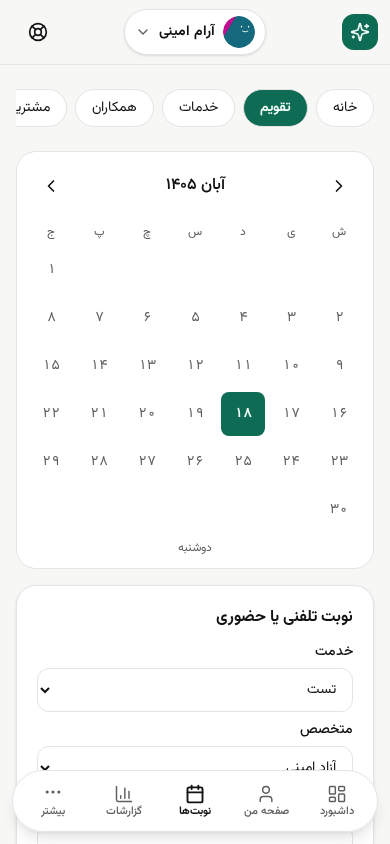 آرام امینی
خانه
تقویم
خدمات
همکاران
آبان ۱۴۰۵
ش ی د س چ پ ج
۱
۲ ۳ ۴ ۵ ۶ ۷ ۸
۹ ۱۰ ۱۱ ۱۲ ۱۳ ۱۴ ۱۵
۱۶ ۱۷ ۱۸ ۱۹ ۲۰ ۲۱ ۲۲
۲۳ ۲۴ ۲۵ ۲۶ ۲۷ ۲۸ ۲۹
۳۰
دوشنبه
نوبت تلفنی یا حضوری
خدمت
تست
متخصص
آزاد امینی
داشبورد
صفحه من
نوبت‌ها
گزارشات
بیشتر